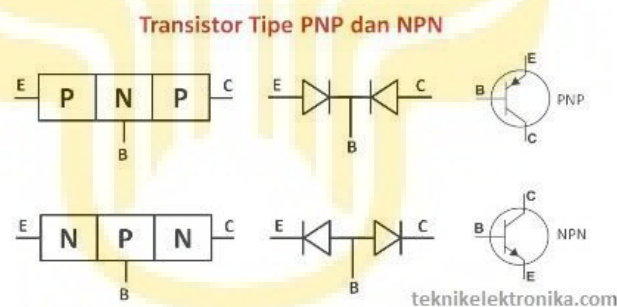 Transistor Tipe PNP dan NPN
E P N P C
B
E C
B
E
B PNP
C
E N P N C
B
E C
B
C
B NPN
E
teknikelektronika.com